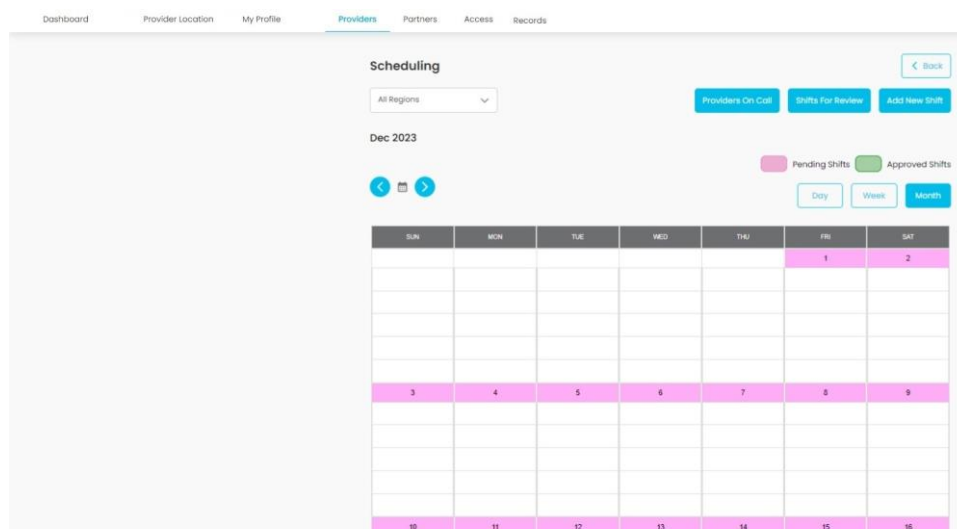 Dashboard Provider Location My Profile Providers Partners Access Records
Scheduling
Back
All Regions
Providers On Call Shifts For Review Add New Shift
Dec 2023
Pending Shifts Approved Shifts
Day Week Month
SUN MON TUE WED THU FRI SAT
1 2
3 4 5 6 7 8 9
10 11 12 13 14 15 16